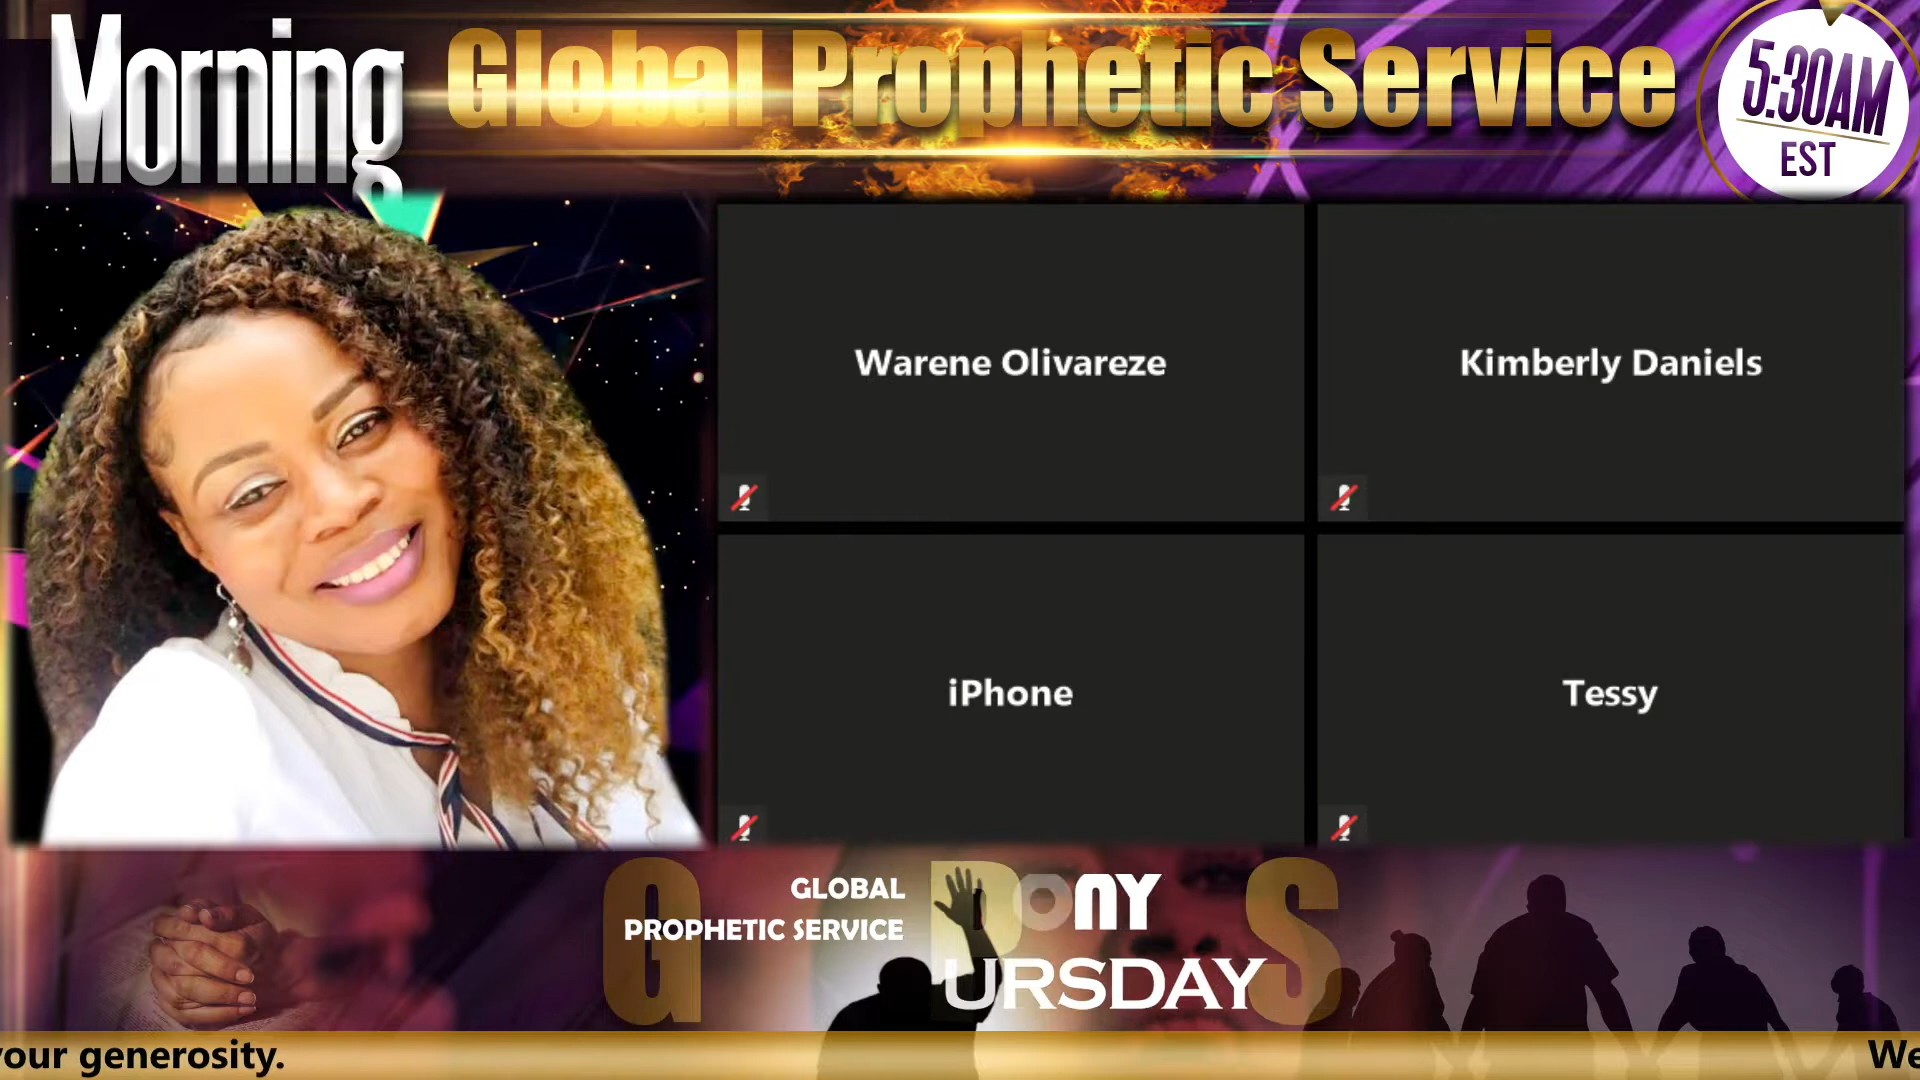 Morning
Global Prophetic Service
5:30AM
EST
Warene Olivareze
Kimberly Daniels
iPhone
Tessy
GLOBAL
PROPHETIC SERVICE
G P S
URSDAY
your generosity.
We